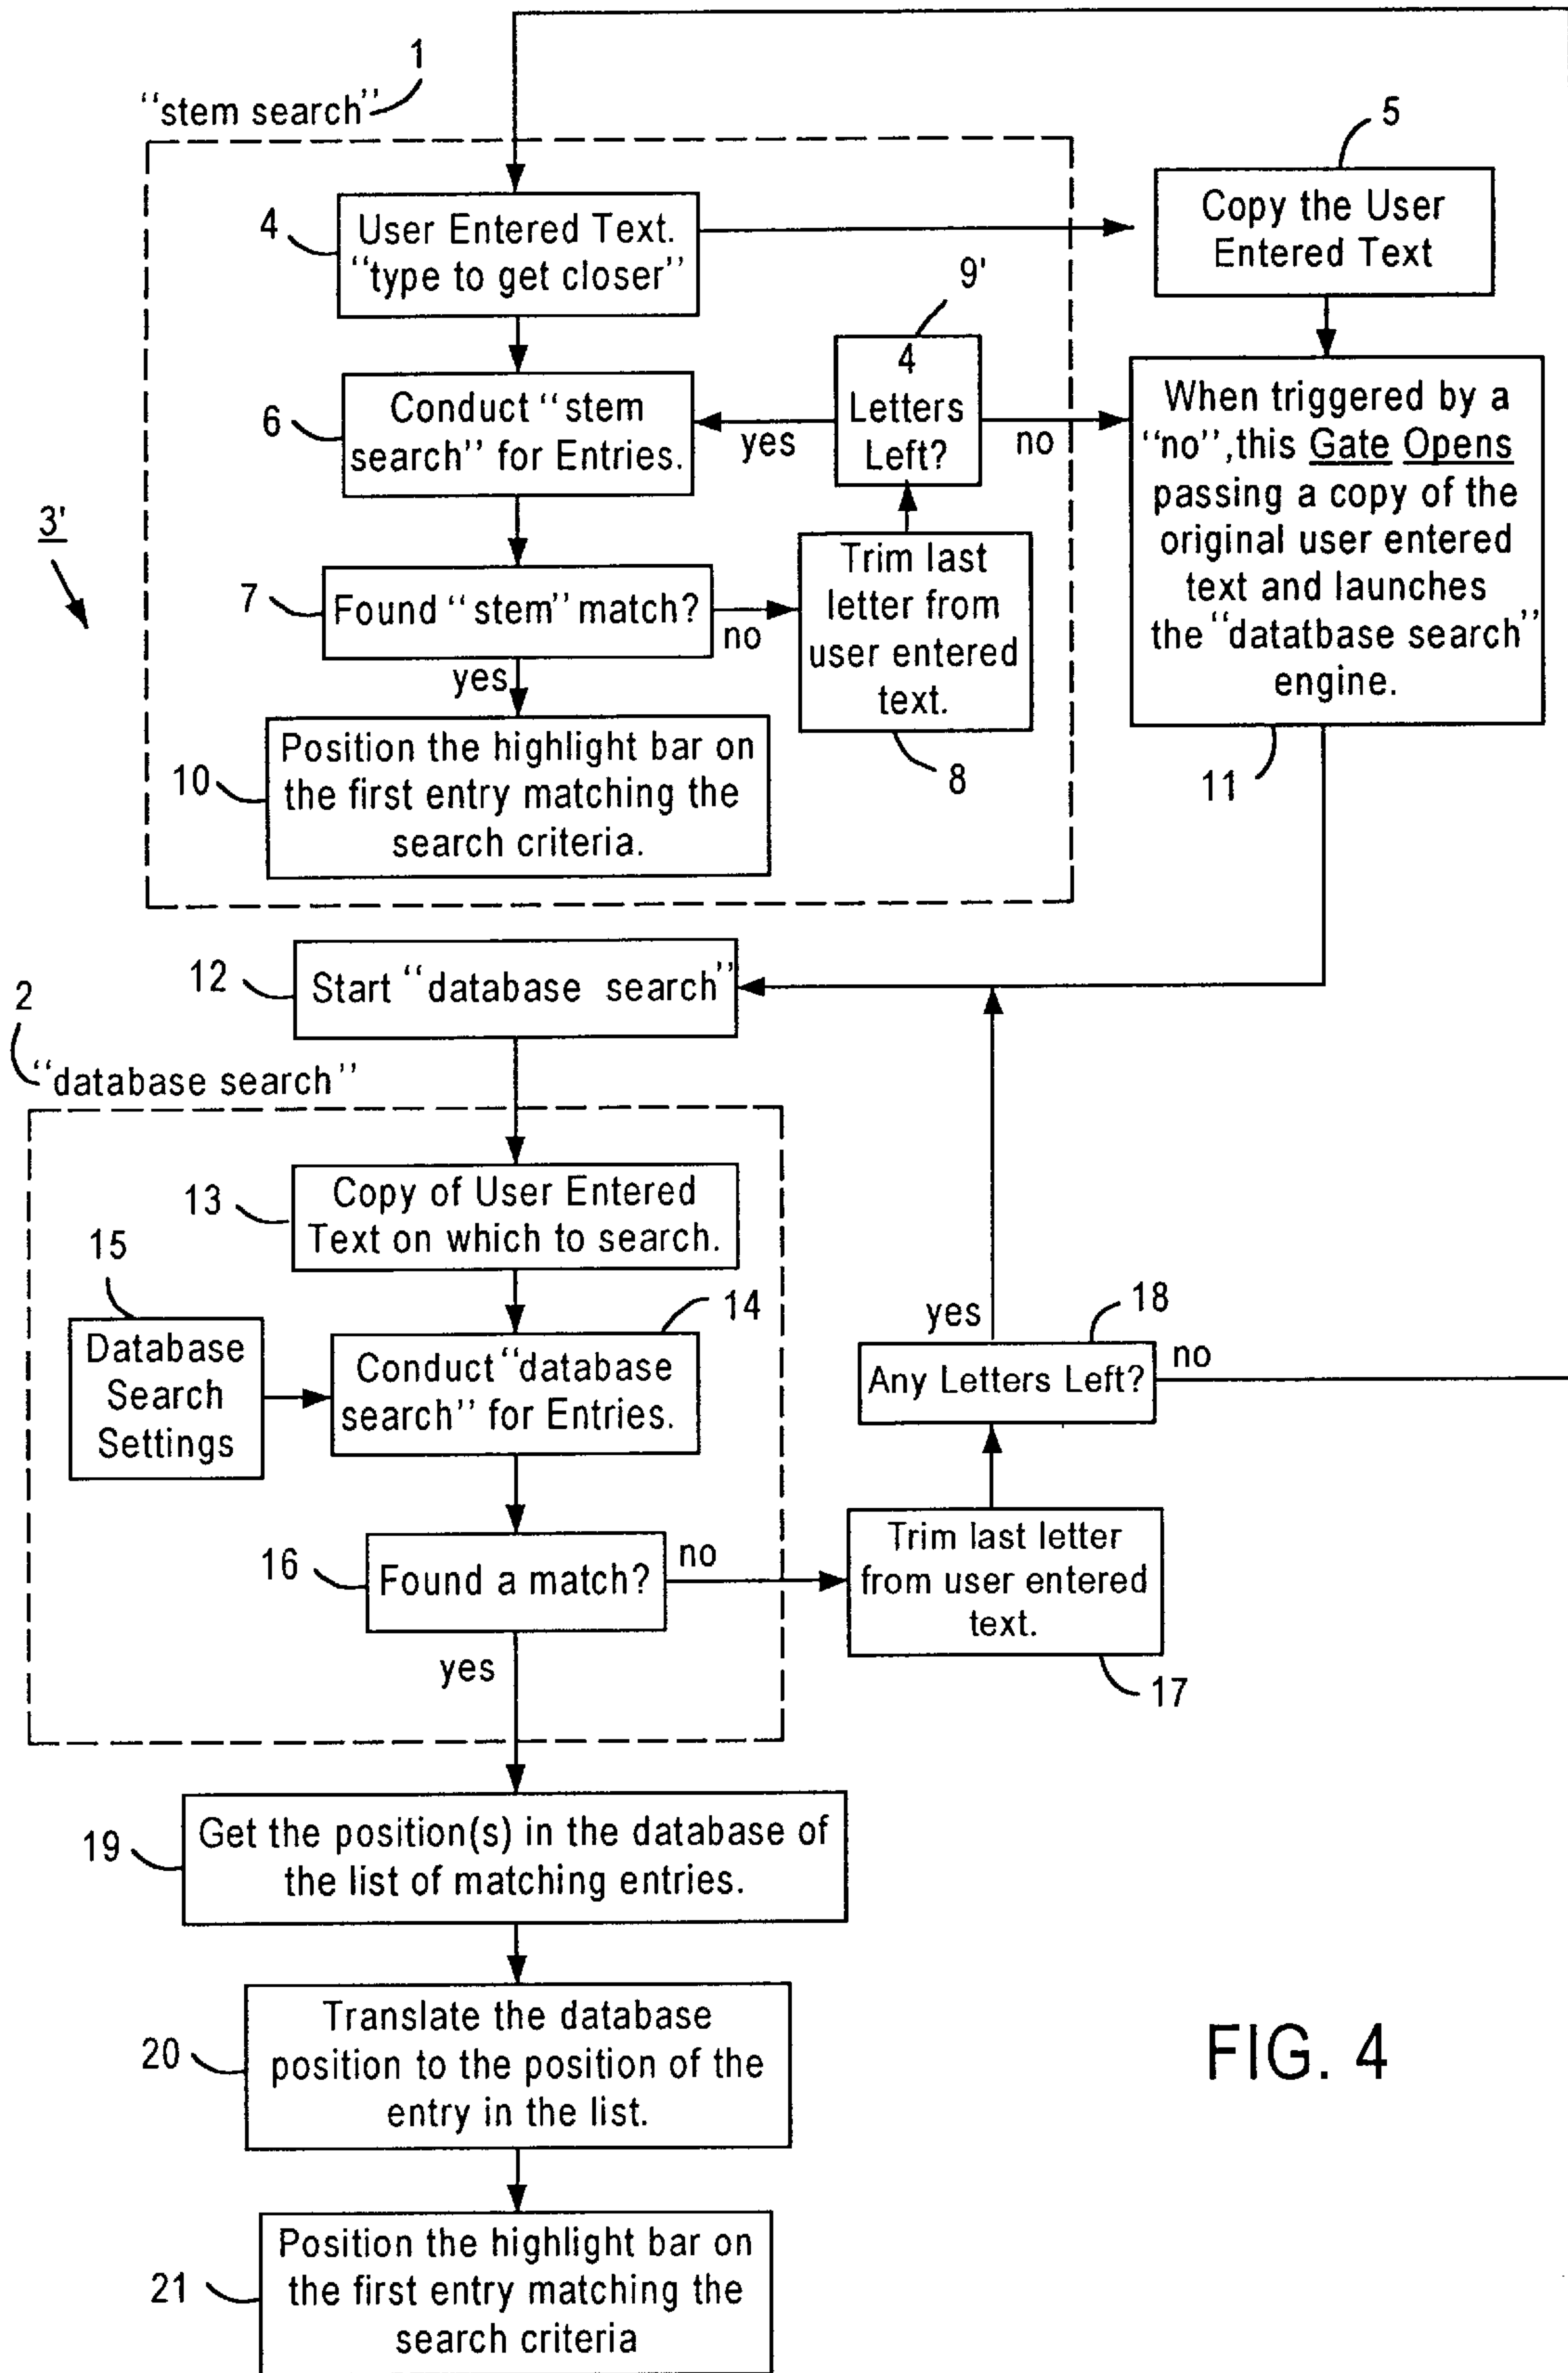 1
"stem search"
5
Copy the User
Entered Text
4
User Entered Text.
"type to get closer"
9'
4
Letters
Left?
yes
no
6
Conduct "stem
search" for Entries.
When triggered by a
"no",this Gate Opens
passing a copy of the
original user entered
text and launches
the "datatbase search"
engine.
11
3'
7
Found "stem" match?
no
yes
Trim last
letter from
user entered
text.
8
10
Position the highlight bar on
the first entry matching the
search criteria.
12
Start "database search"
2
"database search"
13
Copy of User Entered
Text on which to search.
15
Database
Search
Settings
14
Conduct "database
search" for Entries.
yes
18
Any Letters Left?
no
16
Found a match?
no
yes
Trim last letter
from user entered
text.
17
19
Get the position(s) in the database of
the list of matching entries.
20
Translate the database
position to the position of the
entry in the list.
21
Position the highlight bar on
the first entry matching the
search criteria
FIG. 4